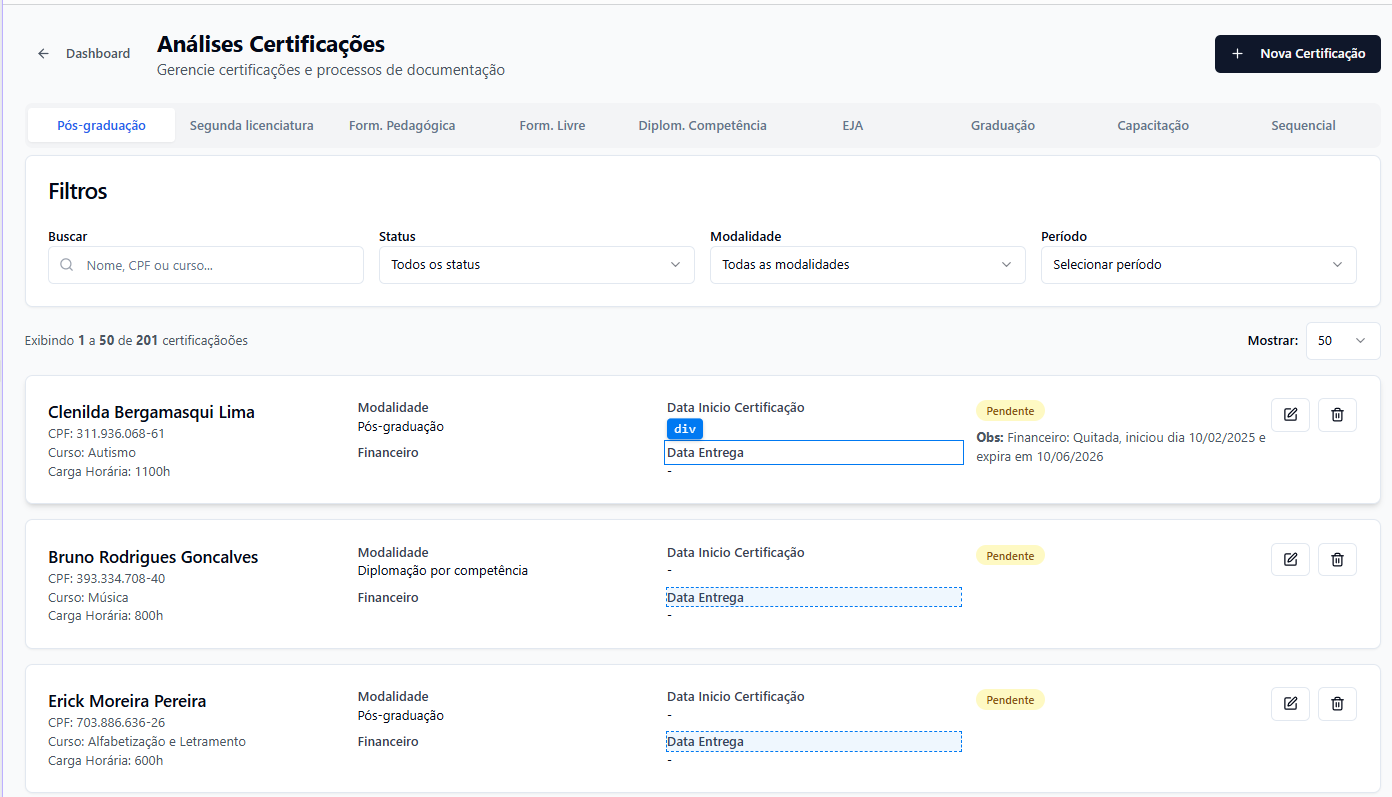 Dashboard
Análises Certificações
Gerencie certificações e processos de documentação
Nova Certificação
Pós-graduação
Segunda licenciatura
Form. Pedagógica
Form. Livre
Diplom. Competência
EJA
Graduação
Capacitação
Sequencial
Filtros
Buscar
Nome, CPF ou curso...
Status
Todos os status
Modalidade
Todas as modalidades
Período
Selecionar período
Exibindo 1 a 50 de 201 certificaçãoões
Mostrar:
50
Clenilda Bergamasqui Lima
CPF: 311.936.068-61
Curso: Autismo
Carga Horária: 1100h
Modalidade
Pós-graduação
Financeiro
Data Inicio Certificação
div
Data Entrega
-
Pendente
Obs: Financeiro: Quitada, iniciou dia 10/02/2025 e
expira em 10/06/2026
Bruno Rodrigues Goncalves
CPF: 393.334.708-40
Curso: Música
Carga Horária: 800h
Modalidade
Diplomação por competência
Financeiro
Data Inicio Certificação
-
Data Entrega
-
Pendente
Erick Moreira Pereira
CPF: 703.886.636-26
Curso: Alfabetização e Letramento
Carga Horária: 600h
Modalidade
Pós-graduação
Financeiro
Data Inicio Certificação
-
Data Entrega
-
Pendente